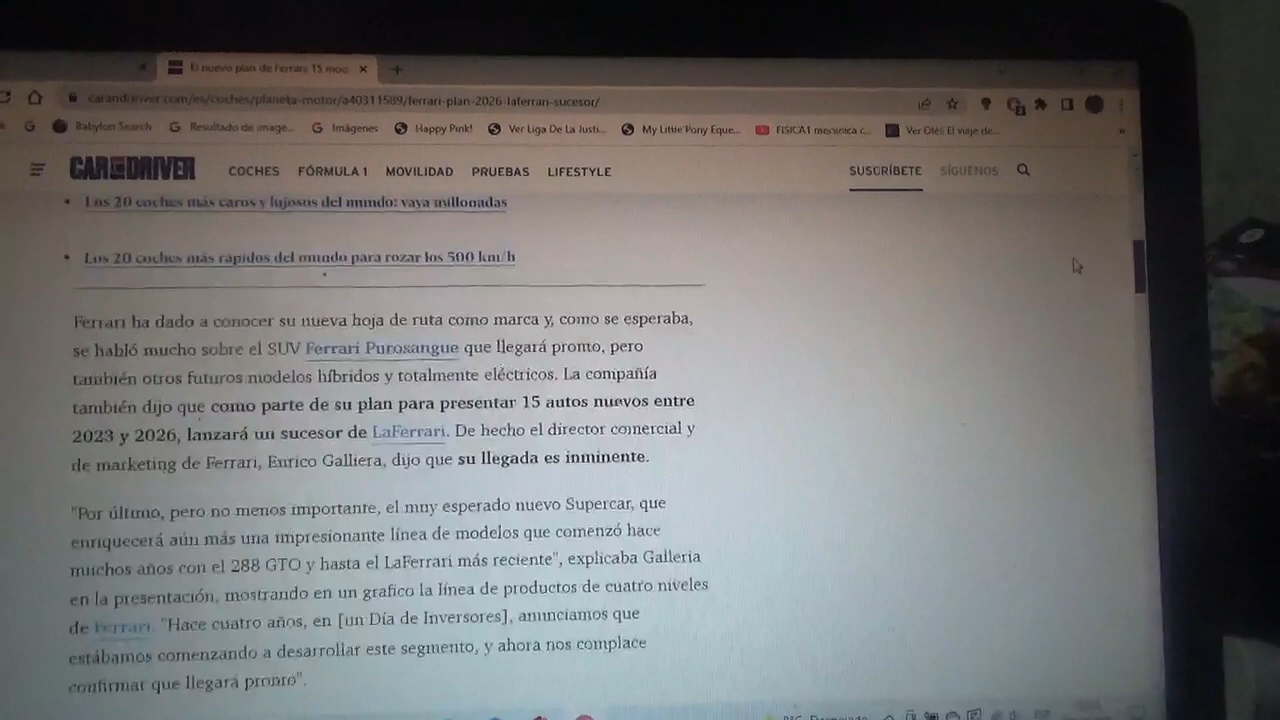 El nuevo plan de Ferrari: 15 mod
carandriver.com/es/coches/planeta-motor/a40311589/ferrari-plan-2026-laferrari-sucesor/
Babylon Search Resultado de image... Imágenes Happy Pink! Ver Liga De La Justi... My Little Pony Eque... FISICA1 mecnica c... Ver Olés El viaje de...
CAR AND DRIVER COCHES FÓRMULA 1 MOVILIDAD PRUEBAS LIFESTYLE SUSCRÍBETE SÍGUENOS
• Los 20 coches más caros y lujosos del mundo: vaya millonadas
• Los 20 coches más rápidos del mundo para rozar los 500 km/h
Ferrari ha dado a conocer su nueva hoja de ruta como marca y, como se esperaba,
se habló mucho sobre el SUV Ferrari Purosangue que llegará pronto, pero
también otros futuros modelos híbridos y totalmente eléctricos. La compañía
también dijo que como parte de su plan para presentar 15 autos nuevos entre
2023 y 2026, lanzará un sucesor de LaFerrari. De hecho el director comercial y
de marketing de Ferrari, Enrico Galliera, dijo que su llegada es inminente.
"Por último, pero no menos importante, el muy esperado nuevo Supercar, que
enriquecerá aún más una impresionante línea de modelos que comenzó hace
muchos años con el 288 GTO y hasta el LaFerrari más reciente", explicaba Galleria
en la presentación, mostrando en un grafico la línea de productos de cuatro niveles
de Ferrari. "Hace cuatro años, en [un Día de Inversores], anunciamos que
estábamos comenzando a desarrollar este segmento, y ahora nos complace
confirmar que llegará pronto".